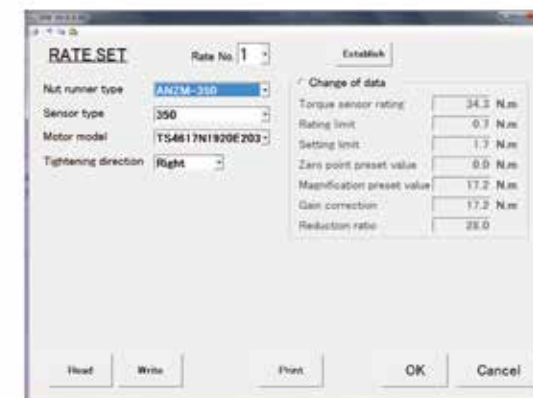 RATE SET Rate No. 1 Establish
Nut runner type ANZM-350
Sensor type 350
Motor model TS4617N1920E203
Tightening direction Right
Change of data
Torque sensor rating 34.3 N.m
Rating limit 0.7 N.m
Setting limit 1.7 N.m
Zero point preset value 0.0 N.m
Magnification preset value 17.2 N.m
Gain correction 17.2 N.m
Reduction ratio 28.0
Read Write Print OK Cancel